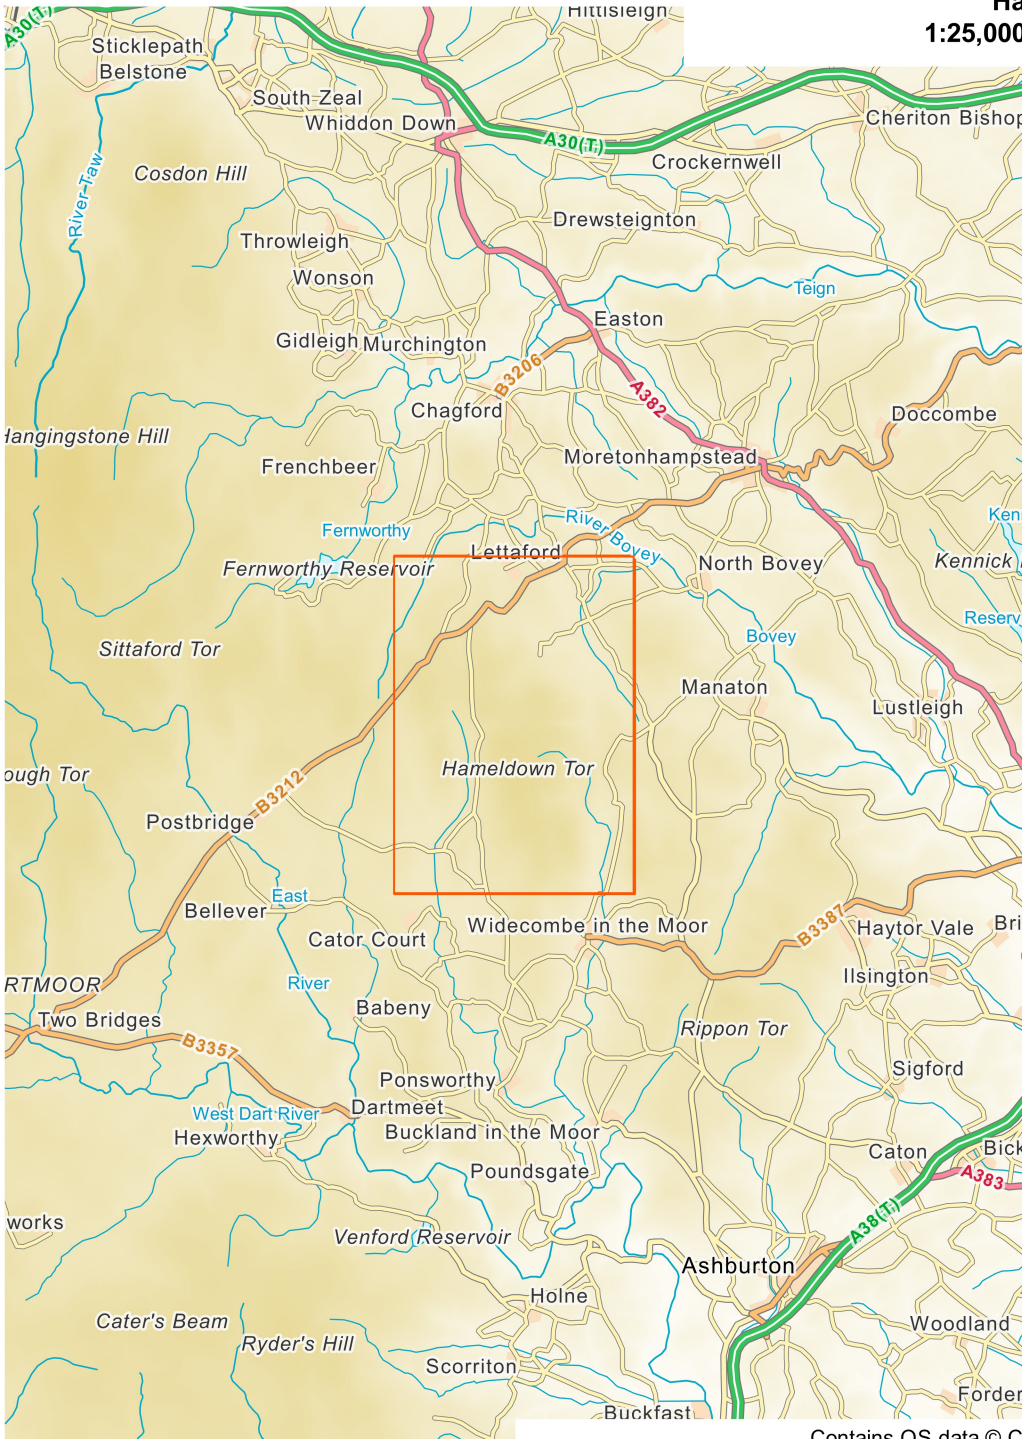 Hittisleigh
Ha
1:25,000
A30(T)
Sticklepath
Belstone
South Zeal
Whiddon Down
Cheriton Bishop
A30(T)
Crockernwell
Cosdon Hill
River Taw
Drewsteignton
Throwleigh
Wonson
Teign
Easton
Gidleigh
Murchington
B3206
A382
Chagford
Doccombe
Hangingstone Hill
Moretonhampstead
Frenchbeer
River Bovey
Ken
Fernworthy
Lettaford
North Bovey
Kennick
Fernworthy Reservoir
Reserv
Bovey
Sittaford Tor
Manaton
Lustleigh
ough Tor
Hameldown Tor
B3212
Postbridge
East
Bellever
Widecombe in the Moor
B3387
Haytor Vale
Bri
Cator Court
Ilsington
RTMOOR
River
Babeny
Two Bridges
Rippon Tor
B3357
Sigford
Ponsworthy
West Dart River
Dartmeet
Hexworthy
Buckland in the Moor
Caton
Bick
Poundsgate
A383
works
A38(T)
Venford Reservoir
Ashburton
Holne
Cater's Beam
Woodland
Ryder's Hill
Scorriton
Forder
Buckfast
Contains OS data © C